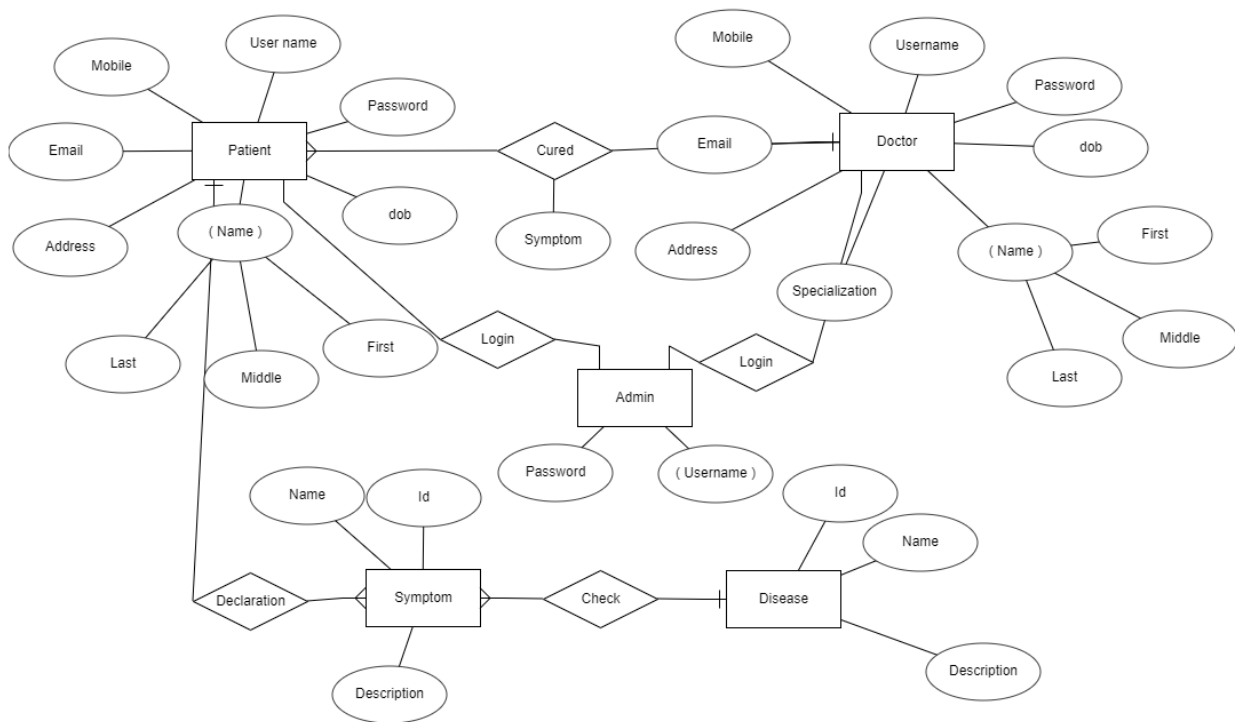 User name
Mobile
Username
Mobile
Password
Password
Email
Patient
Cured
Email
Doctor
dob
Address
( Name )
dob
Symptom
Address
( Name )
First
Specialization
Last
Middle
First
Login
Login
Middle
Last
Admin
Password
( Username )
Name
Id
Id
Name
Declaration
Symptom
Check
Disease
Description
Description